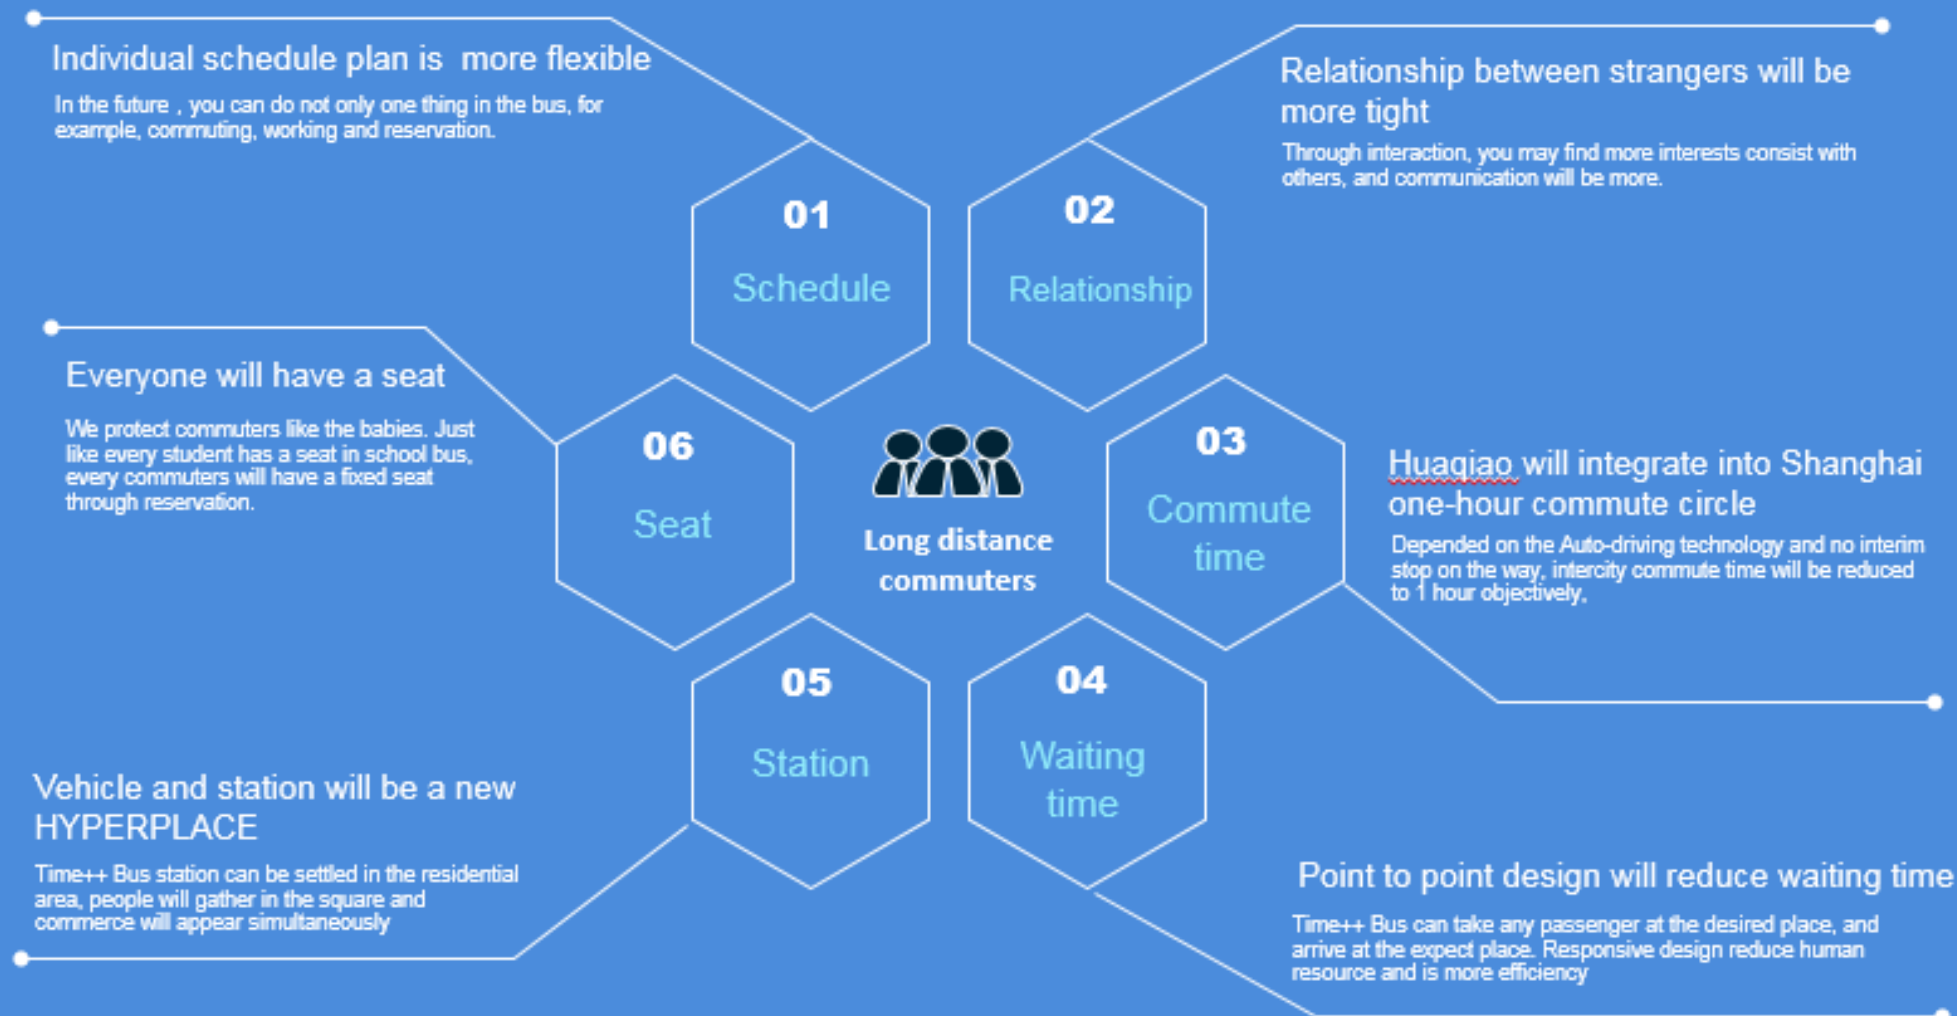 Individual schedule plan is  more flexible
In the future , you can do not only one thing in the bus, for
example, commuting, working and reservation.
Relationship between strangers will be
more tight
Through interaction, you may find more interests consist with
others, and communication will be more.
01
Schedule
02
Relationship
Everyone will have a seat
We protect commuters like the babies. Just
like every student has a seat in school bus,
every commuters will have a fixed seat
through reservation.
06
Seat
Long distance
commuters
03
Commute
time
Huaqiao will integrate into Shanghai
one-hour commute circle
Depended on the Auto-driving technology and no interim
stop on the way, intercity commute time will be reduced
to 1 hour objectively,
05
Station
04
Waiting
time
Vehicle and station will be a new
HYPERPLACE
Time++ Bus station can be settled in the residential
area, people will gather in the square and
commerce will appear simultaneously
Point to point design will reduce waiting time
Time++ Bus can take any passenger at the desired place, and
arrive at the expect place. Responsive design reduce human
resource and is more efficiency